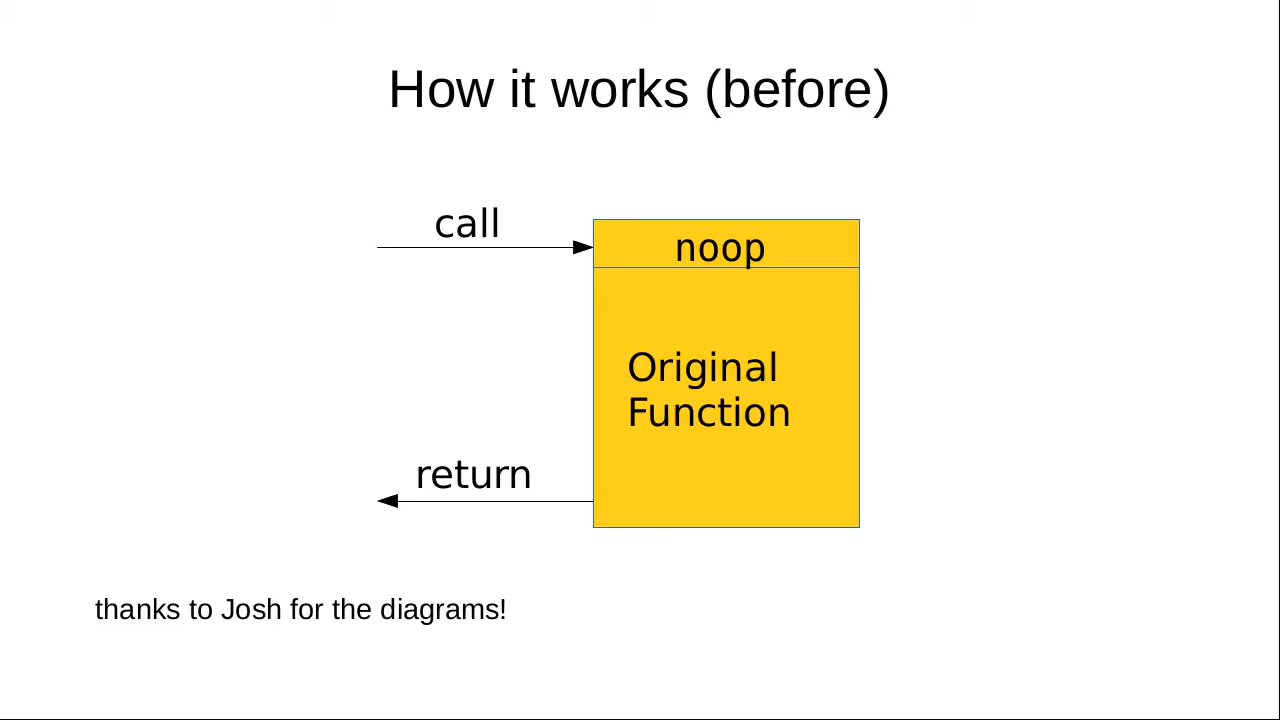 How it works (before)
call
noop
Original
Function
return
thanks to Josh for the diagrams!